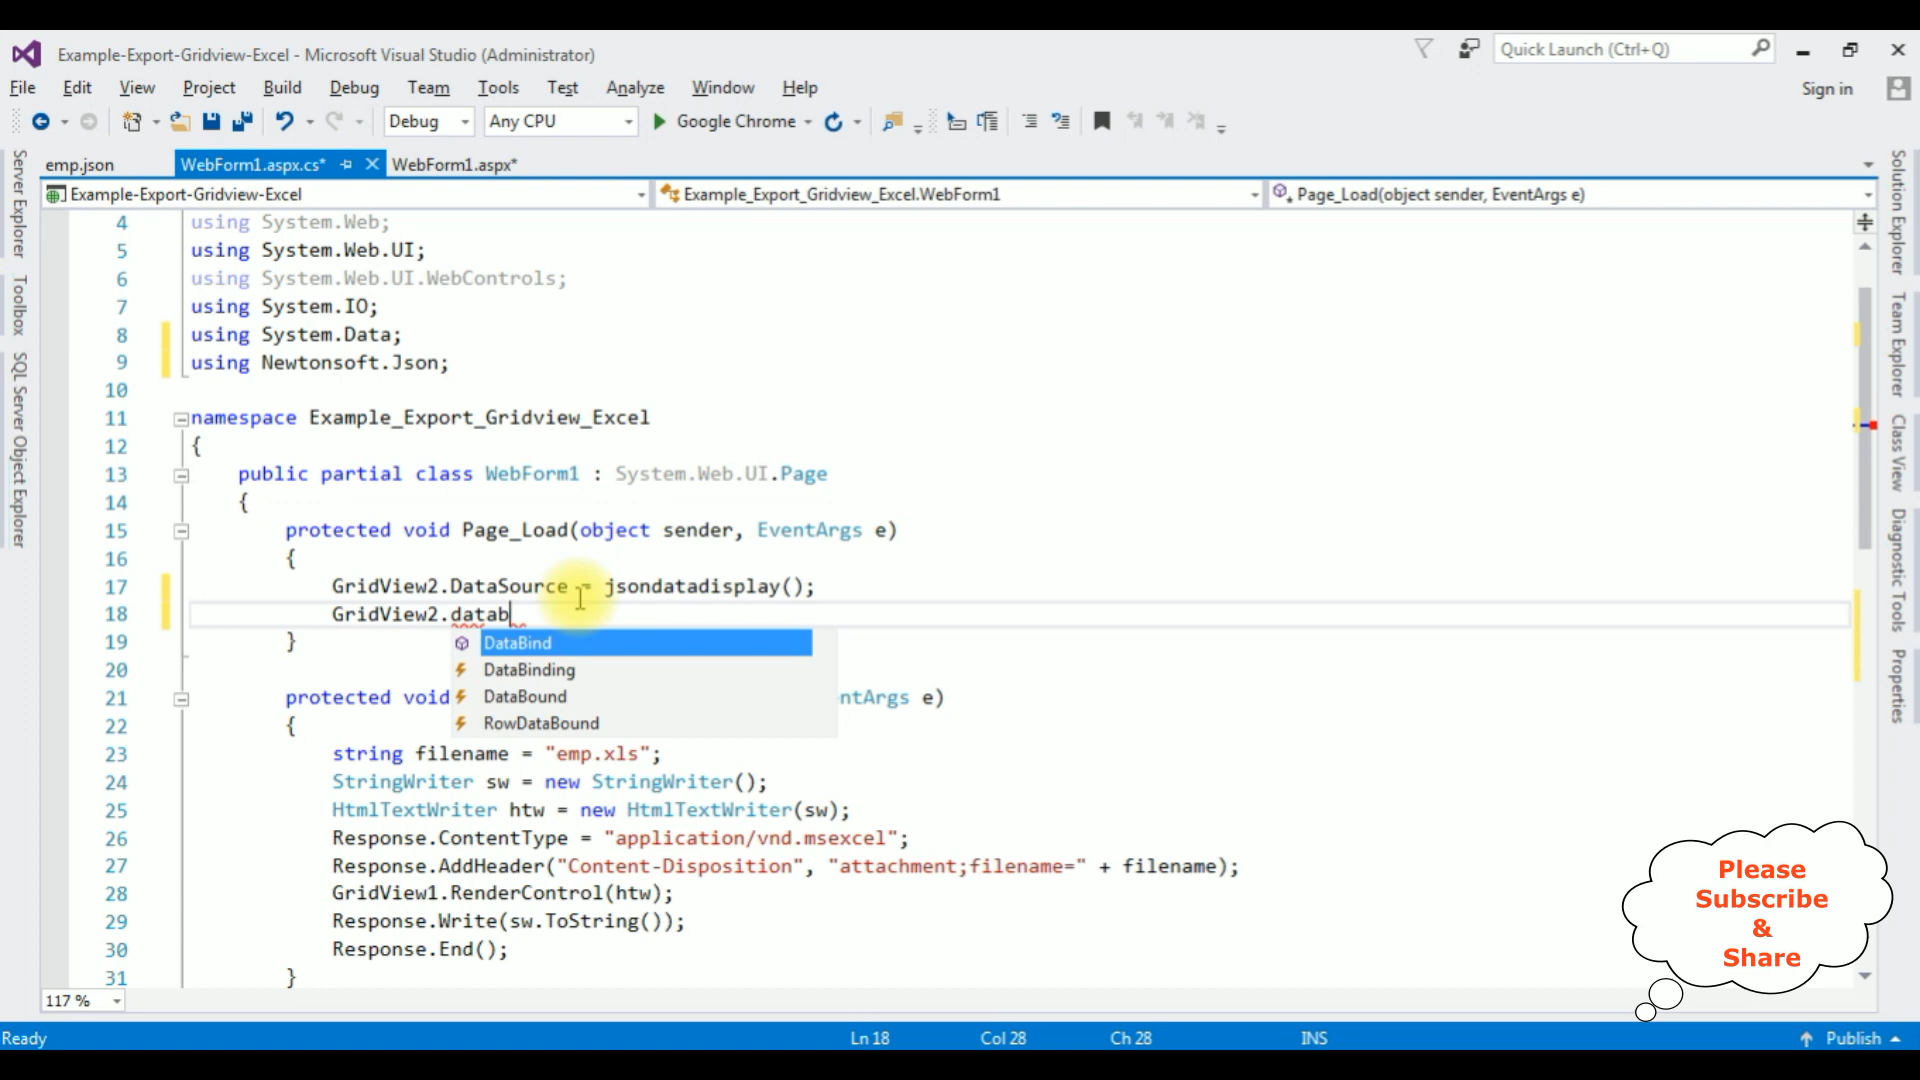 Example-Export-Gridview-Excel - Microsoft Visual Studio (Administrator)
Quick Launch (Ctrl+Q)
File Edit View Project Build Debug Team Tools Test Analyze Window Help
Sign in
Debug Any CPU Google Chrome
emp.json WebForm1.aspx.cs* WebForm1.aspx*
Example-Export-Gridview-Excel Example_Export_Gridview_Excel.WebForm1 Page_Load(object sender, EventArgs e)
Server Explorer
Toolbox
SQL Server Object Explorer
4 using System.Web;
5 using System.Web.UI;
6 using System.Web.UI.WebControls;
7 using System.IO;
8 using System.Data;
9 using Newtonsoft.Json;
10
11 namespace Example_Export_Gridview_Excel
12 {
13 public partial class WebForm1 : System.Web.UI.Page
14 {
15 protected void Page_Load(object sender, EventArgs e)
16 {
17 GridView2.DataSource = jsondatadisplay();
18 GridView2.datab
19 }
DataBind
DataBinding
DataBound
RowDataBound
20
21 protected void ntArgs e)
22 {
23 string filename = "emp.xls";
24 StringWriter sw = new StringWriter();
25 HtmlTextWriter htw = new HtmlTextWriter(sw);
26 Response.ContentType = "application/vnd.msexcel";
27 Response.AddHeader("Content-Disposition", "attachment;filename=" + filename);
28 GridView1.RenderControl(htw);
29 Response.Write(sw.ToString());
30 Response.End();
31 }
Solution Explorer
Team Explorer
Class View
Diagnostic Tools
Properties
Please
Subscribe
&
Share
117 %
Ready Ln 18 Col 28 Ch 28 INS Publish